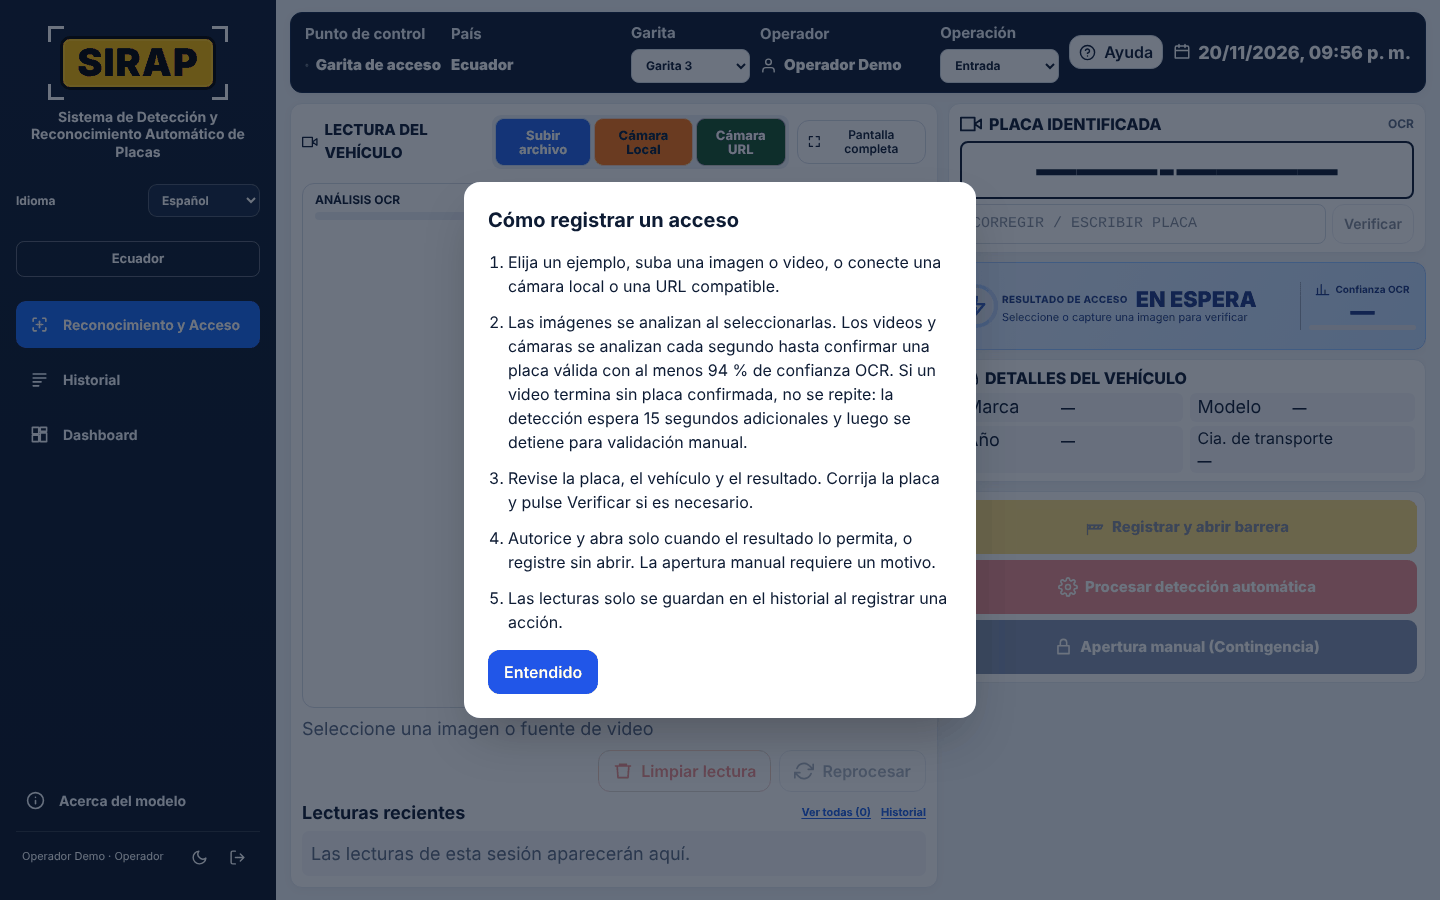 SIRAP
Sistema de Detección y
Reconocimiento Automático de
Placas
Idioma
Español
Ecuador
Reconocimiento y Acceso
Historial
Dashboard
Acerca del modelo
Operador Demo · Operador
Punto de control
Garita de acceso
País
Ecuador
Garita
Garita 3
Operador
Operador Demo
Operación
Entrada
Ayuda
20/11/2026, 09:56 p. m.
LECTURA DEL
VEHÍCULO
Subir
archivo
Cámara
Local
Cámara
URL
Pantalla
completa
ANÁLISIS OCR
Cómo registrar un acceso
1. Elija un ejemplo, suba una imagen o video, o conecte una
cámara local o una URL compatible.
2. Las imágenes se analizan al seleccionarlas. Los videos y
cámaras se analizan cada segundo hasta confirmar una
placa válida con al menos 94 % de confianza OCR. Si un
video termina sin placa confirmada, no se repite: la
detección espera 15 segundos adicionales y luego se
detiene para validación manual.
3. Revise la placa, el vehículo y el resultado. Corrija la placa
y pulse Verificar si es necesario.
4. Autorice y abra solo cuando el resultado lo permita, o
registre sin abrir. La apertura manual requiere un motivo.
5. Las lecturas solo se guardan en el historial al registrar una
acción.
Entendido
Seleccione una imagen o fuente de video
Limpiar lectura
Reprocesar
Lecturas recientes
Ver todas (0)
Historial
Las lecturas de esta sesión aparecerán aquí.
PLACA IDENTIFICADA
OCR
CORREGIR / ESCRIBIR PLACA
Verificar
RESULTADO DE ACCESO EN ESPERA
Seleccione o capture una imagen para verificar
Confianza OCR
—
DETALLES DEL VEHÍCULO
Marca —
Modelo —
Año —
Cia. de transporte
—
Registrar y abrir barrera
Procesar detección automática
Apertura manual (Contingencia)